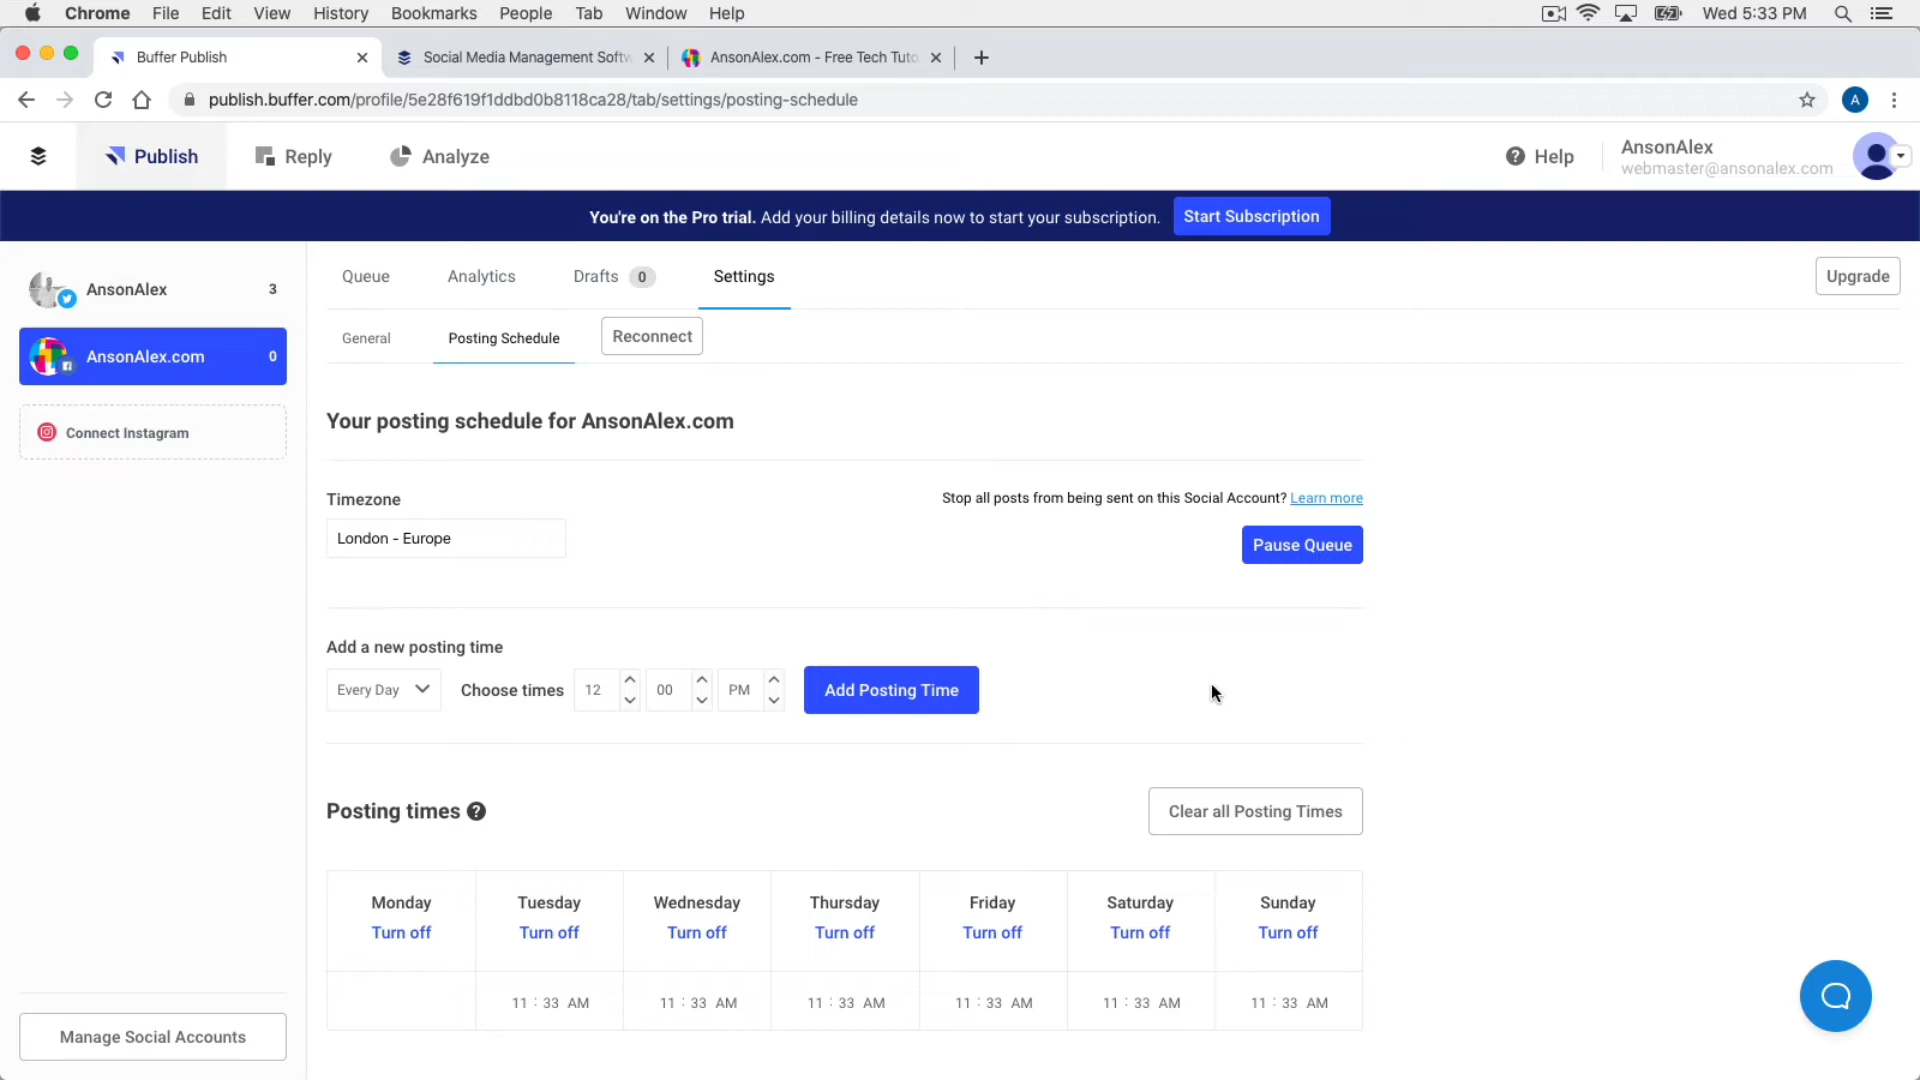 Chrome File Edit View History Bookmarks People Tab Window Help Wed 5:33 PM
Buffer Publish Social Media Management Softw AnsonAlex.com - Free Tech Tuto
publish.buffer.com/profile/5e28f619f1ddbd0b8118ca28/tab/settings/posting-schedule A
Publish Reply Analyze Help AnsonAlex
webmaster@ansonalex.com
You're on the Pro trial. Add your billing details now to start your subscription. Start Subscription
AnsonAlex 3
AnsonAlex.com 0
Connect Instagram
Manage Social Accounts
Queue Analytics Drafts 0 Settings Upgrade
General Posting Schedule Reconnect
Your posting schedule for AnsonAlex.com
Timezone
London - Europe
Stop all posts from being sent on this Social Account? Learn more
Pause Queue
Add a new posting time
Every Day Choose times 12 00 PM Add Posting Time
Posting times ? Clear all Posting Times
Monday Tuesday Wednesday Thursday Friday Saturday Sunday
Turn off Turn off Turn off Turn off Turn off Turn off Turn off
11 : 33 AM 11 : 33 AM 11 : 33 AM 11 : 33 AM 11 : 33 AM 11 : 33 AM